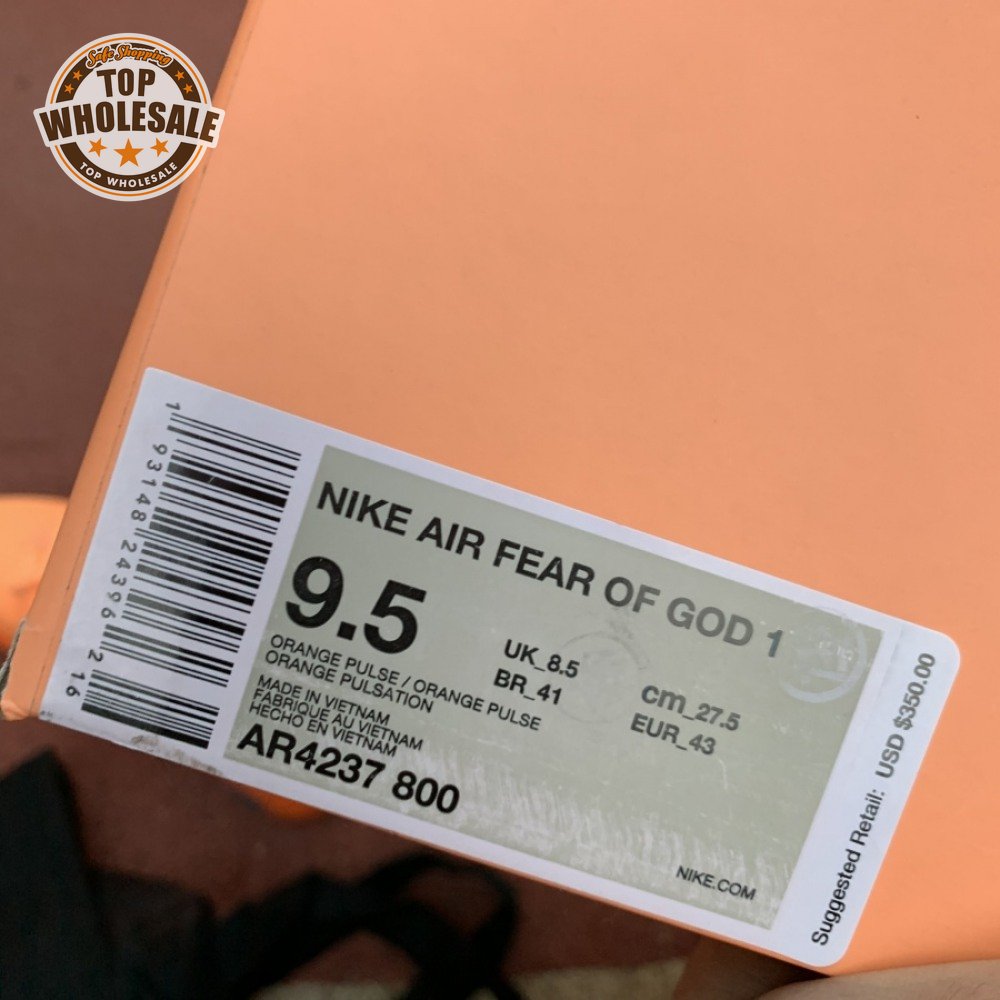 Safe Shopping
TOP
WHOLESALE
TOP WHOLESALE
1 93148 24396 2 16
NIKE AIR FEAR OF GOD 1
9.5
UK_8.5
BR_41
cm_27.5
EUR_43
ORANGE PULSE / ORANGE PULSE
ORANGE PULSATION
MADE IN VIETNAM
FABRIQUE AU VIETNAM
HECHO EN VIETNAM
AR4237 800
NIKE.COM
Suggested Retail: USD $350.00